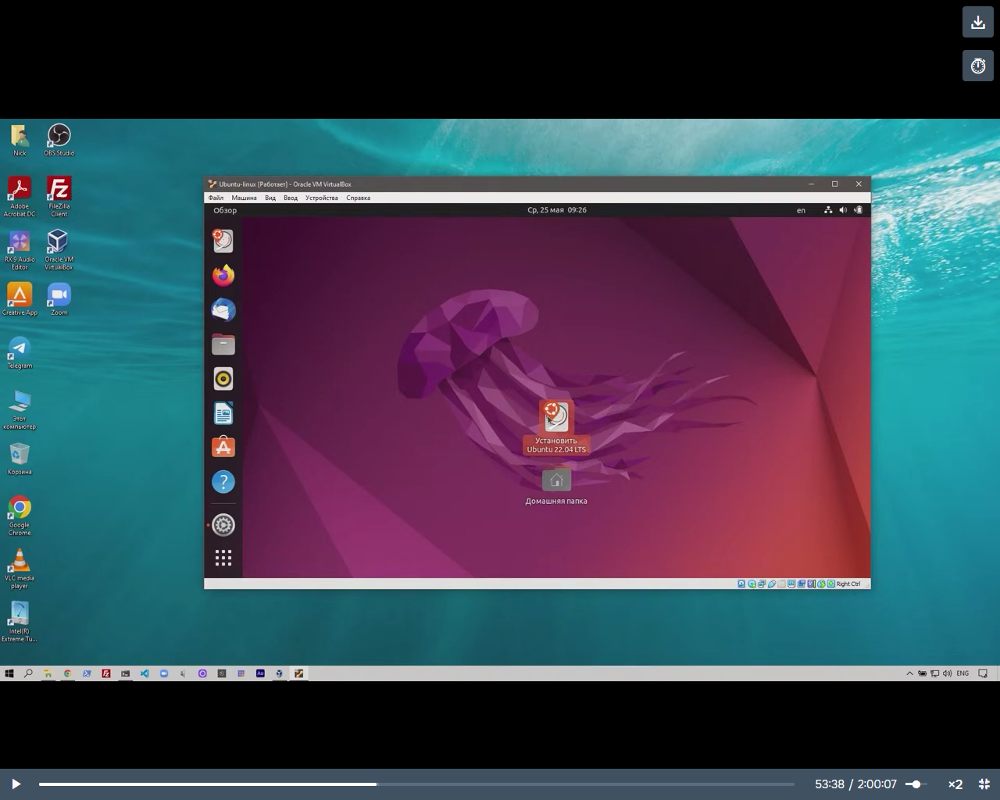 Nick
OBS Studio
Adobe
Acrobat DC
FileZilla
Client
RX 9 Audio
Editor
Oracle VM
VirtualBox
Creative App
Zoom
Telegram
Этот
компьютер
Корзина
Google
Chrome
VLC media
player
Intel(R)
Extreme Tu...
Ubuntu-linux [Работает] - Oracle VM VirtualBox
Файл Машина Вид Ввод Устройства Справка
Обзор Ср, 25 мая 09:26 en
Установить
Ubuntu 22.04 LTS
Домашняя папка
Right Ctrl
Au
ENG
53:38 / 2:00:07 ×2